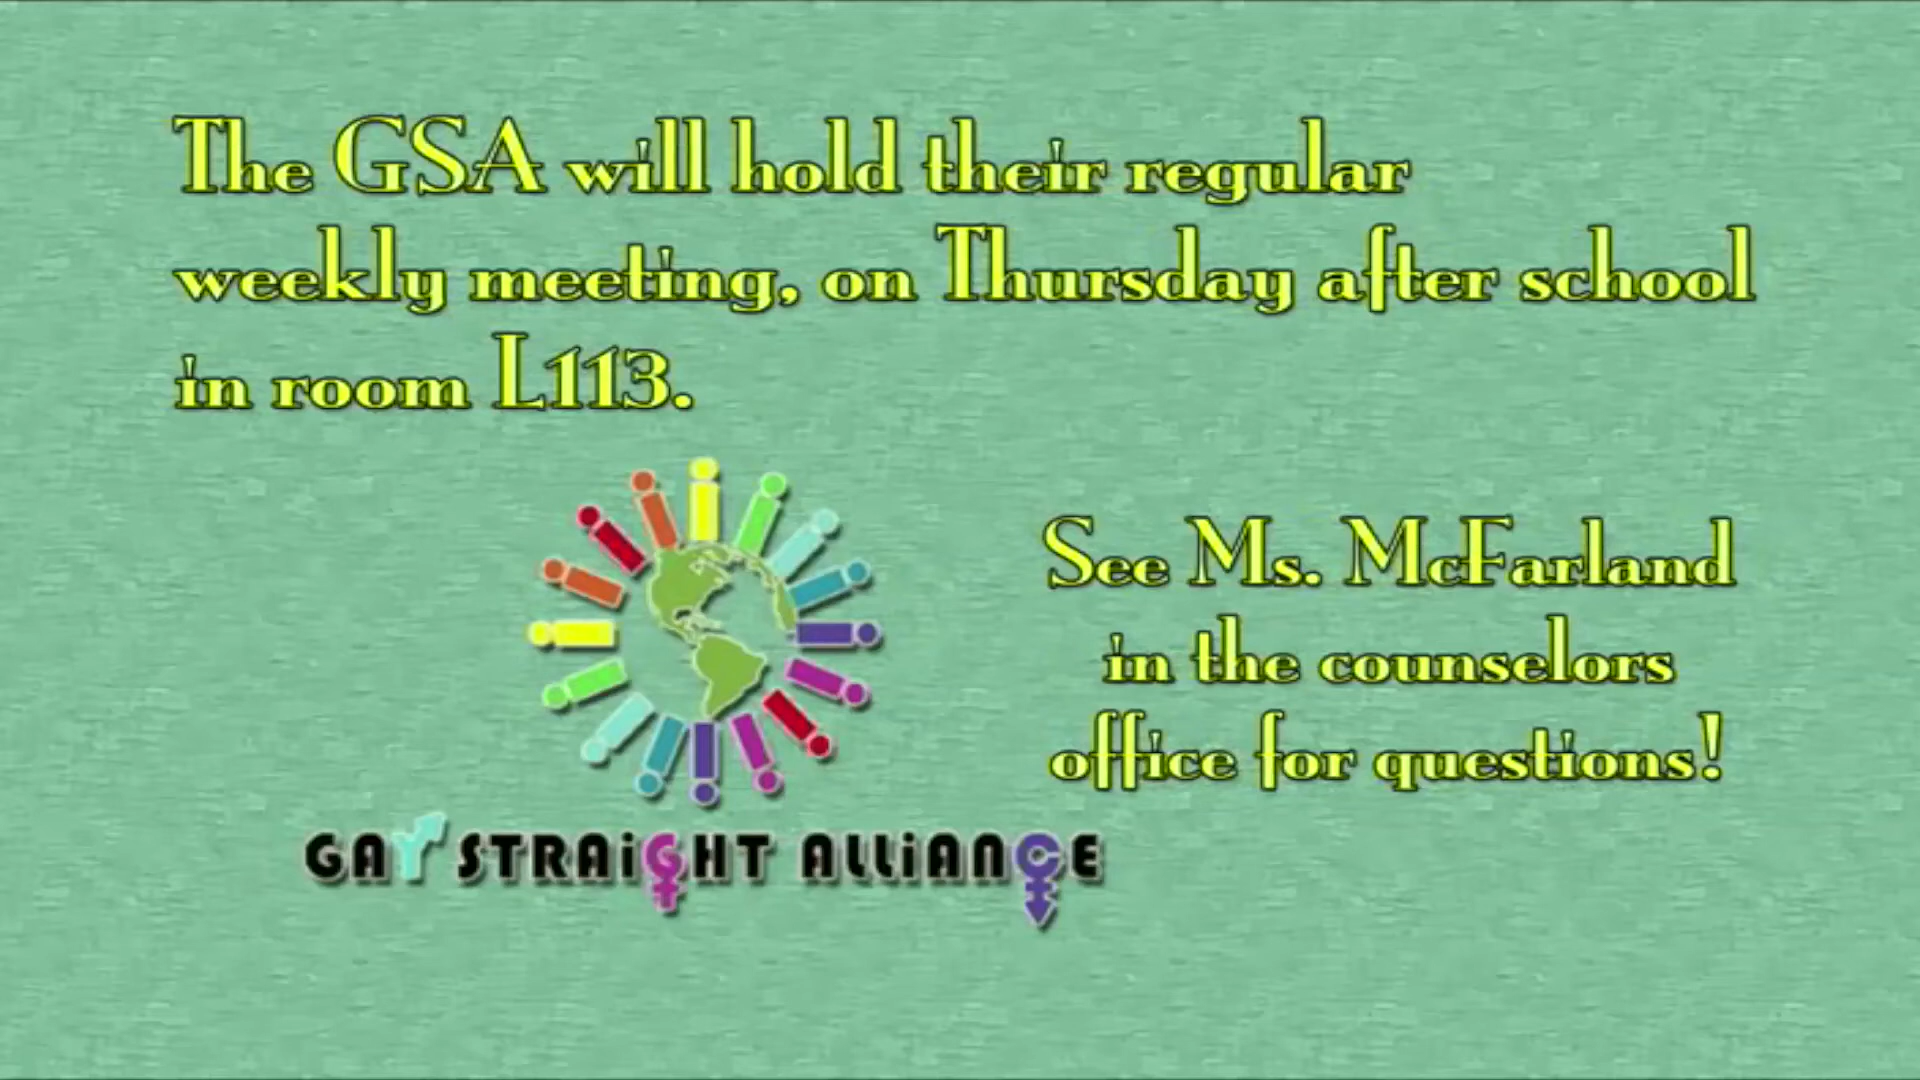 The GSA will hold their regular
weekly meeting, on Thursday after school
in room L113.
See Ms. McFarland
in the counselors
office for questions!
GAY STRAiGHT ALLiANCE